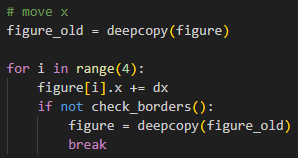 # move x
figure_old = deepcopy(figure)

for i in range(4):
    figure[i].x += dx
    if not check_borders():
        figure = deepcopy(figure_old)
        break